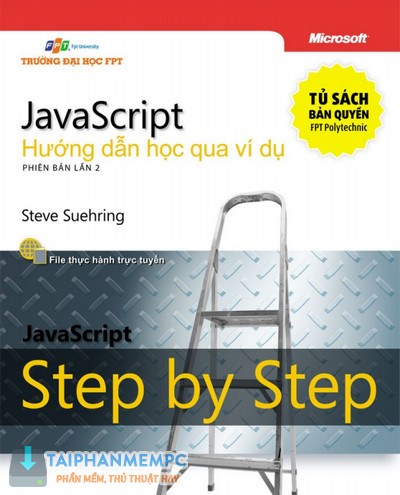 FPT Fpt University
TRƯỜNG ĐẠI HỌC FPT
Microsoft®
TỦ SÁCH
BẢN QUYỀN
FPT Polytechnic
JavaScript
Hướng dẫn học qua ví dụ
PHIÊN BẢN LẦN 2
Steve Suehring
File thực hành trực tuyến
JavaScript
Step by Step
TAIPHANMEMPC
PHẦN MỀM, THỦ THUẬT HAY